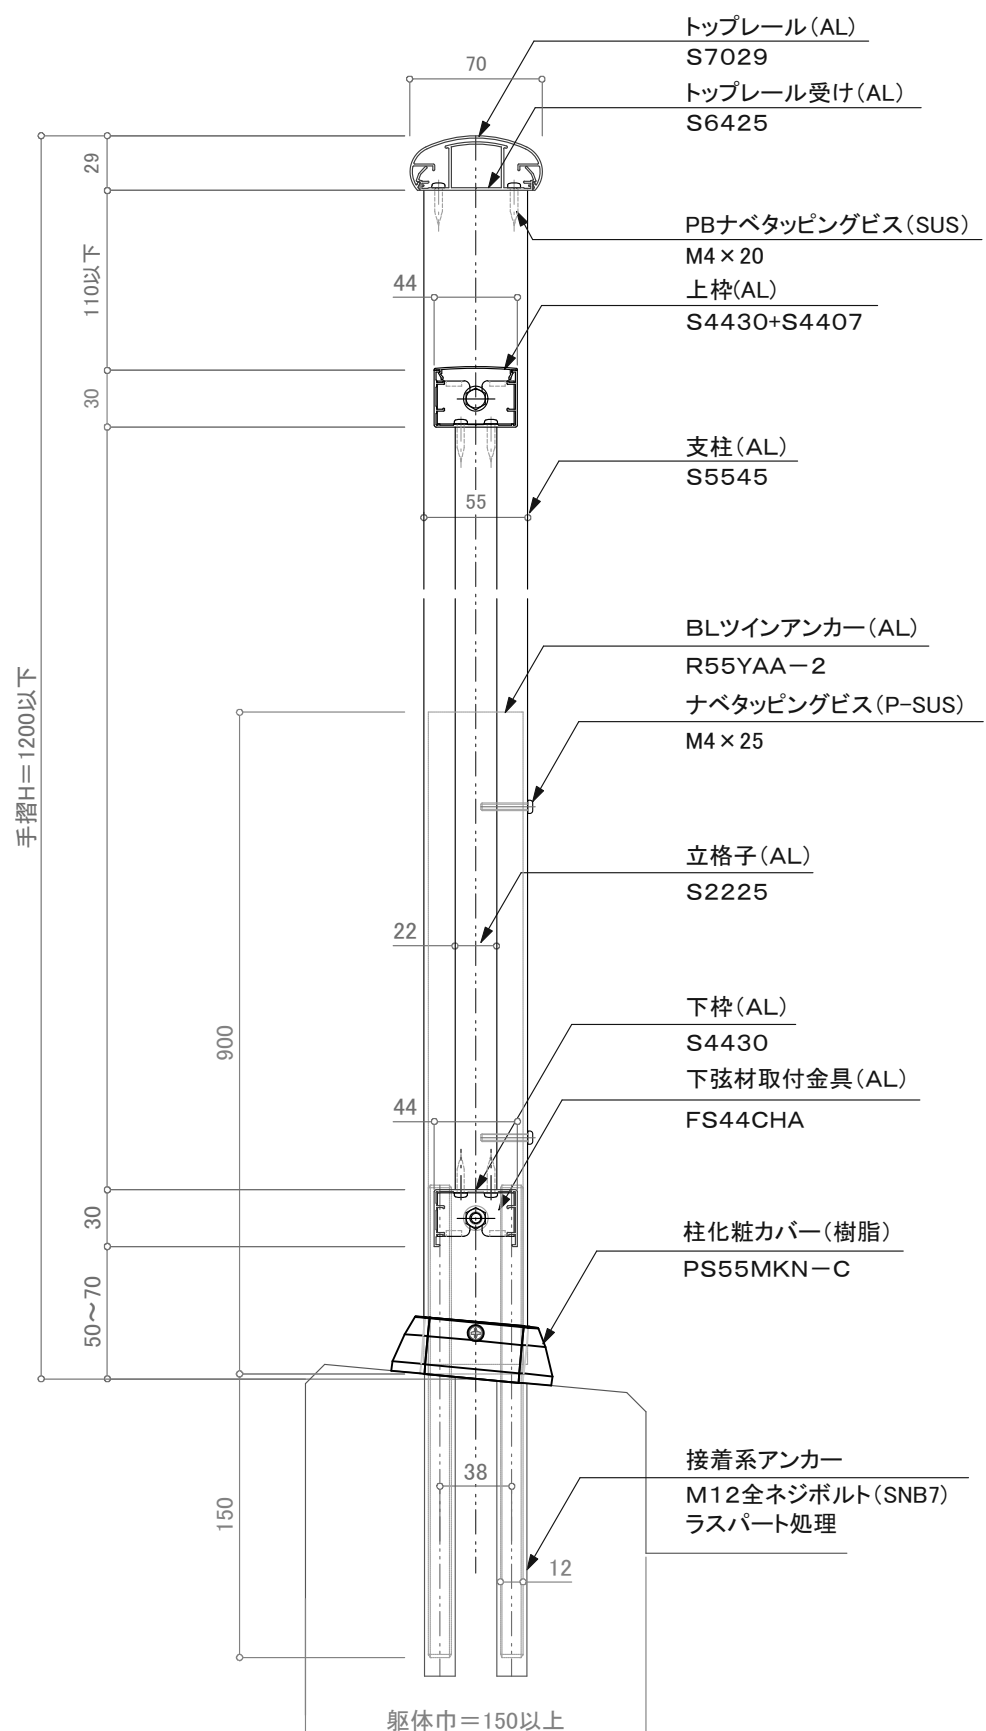 トップレール(AL)
S7029
70
トップレール受け(AL)
S6425
29
PBナベタッピングビス(SUS)
M4×20
110以下
44
上枠(AL)
S4430+S4407
30
支柱(AL)
S5545
55
BLツインアンカー(AL)
R55YAA-2
手摺H=1200以下
ナベタッピングビス(P-SUS)
M4×25
立格子(AL)
S2225
22
900
下枠(AL)
S4430
下弦材取付金具(AL)
FS44CHA
44
30
柱化粧カバー(樹脂)
PS55MKN-C
50~70
接着系アンカー
M12全ネジボルト(SNB7)
ラスパート処理
38
150
12
躯体巾=150以上